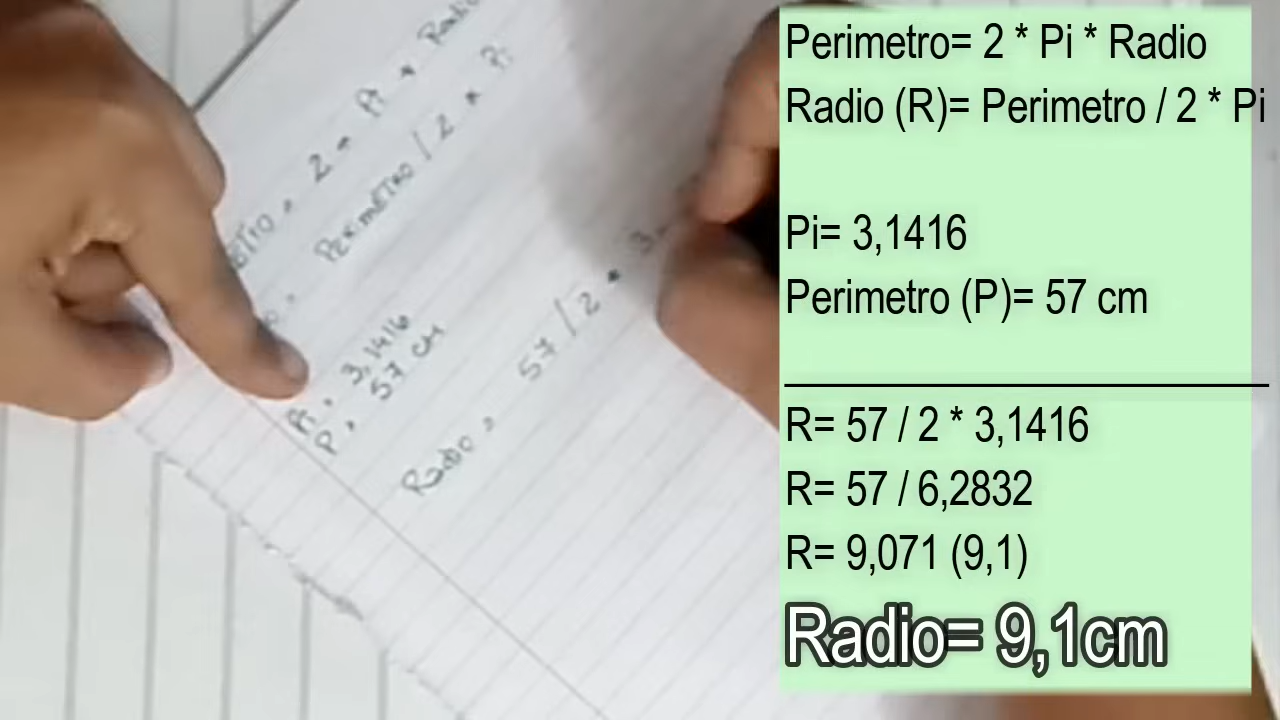 Perimetro= 2 * Pi * Radio
Radio (R)= Perimetro / 2 * Pi
Pi= 3,1416
Perimetro (P)= 57 cm
R= 57 / 2 * 3,1416
R= 57 / 6,2832
R= 9,071 (9,1)
Radio= 9,1cm
2 * Pi * Radio
PERIMETRO / 2 * Pi
Pi = 3,1416
P = 57 cm
Radio = 57 / 2 *